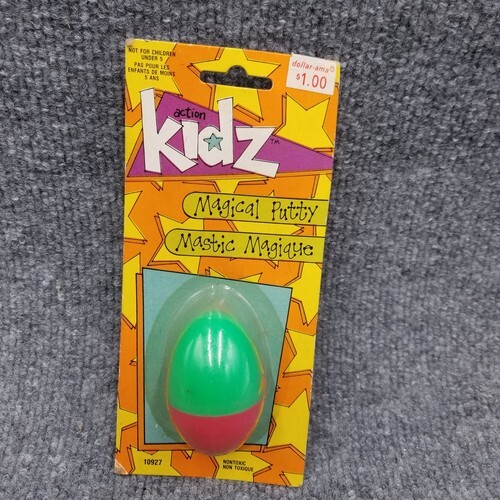 NOT FOR CHILDREN
UNDER 5
PAS POUR LES
ENFANTS DE MOINS
5 ANS
dollar-ama®
$1.00
action
kidz™
Magical Putty
Mastic Magique
10927
NONTOXIC
NON TOXIQUE